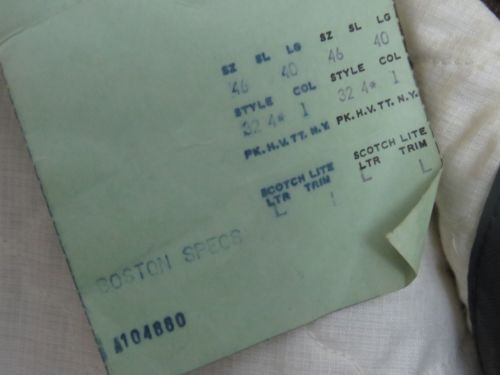 SZ SL LG
46 40
STYLE COL
32 4* 1
PK.H.V.TT. N.Y.
SCOTCH LITE
LTR TRIM
L L
SZ SL LG
46 40
STYLE COL
32 4* 1
PK.H.V.TT. N.Y.
SCOTCH LITE
LTR TRIM
L L
BOSTON SPECS
A104660